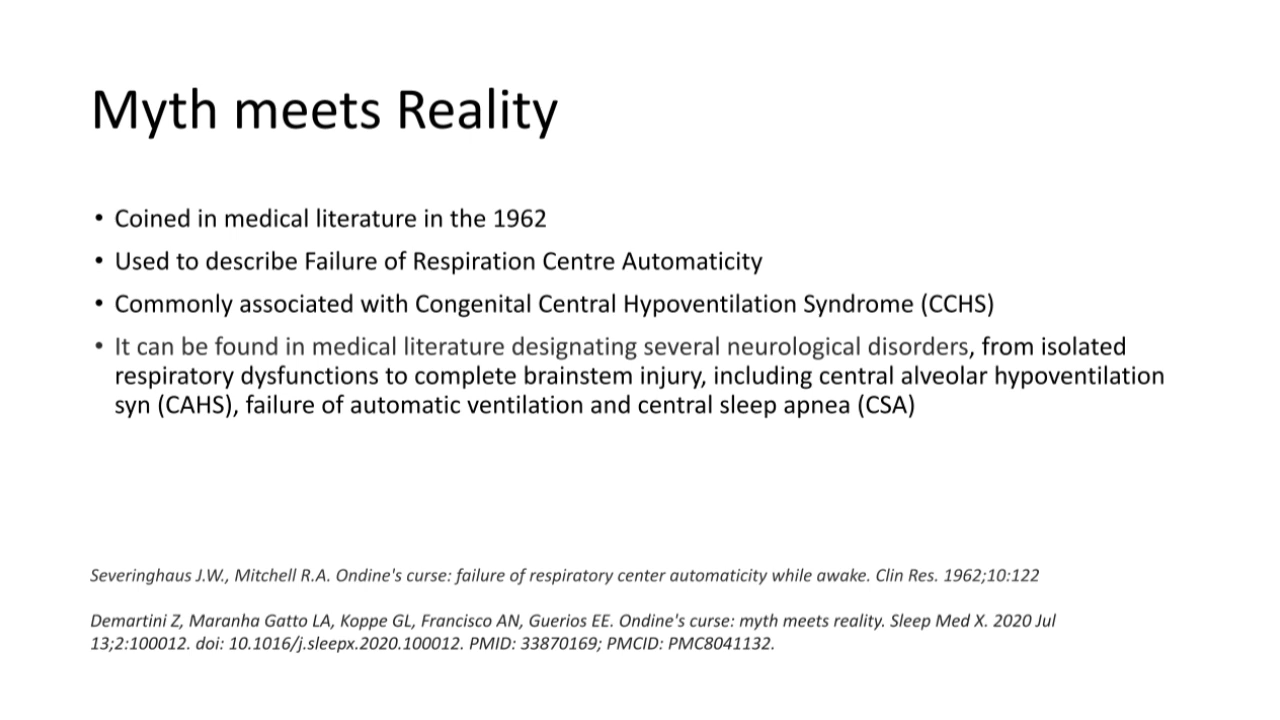 Myth meets Reality
• Coined in medical literature in the 1962
• Used to describe Failure of Respiration Centre Automaticity
• Commonly associated with Congenital Central Hypoventilation Syndrome (CCHS)
• It can be found in medical literature designating several neurological disorders, from isolated
respiratory dysfunctions to complete brainstem injury, including central alveolar hypoventilation
syn (CAHS), failure of automatic ventilation and central sleep apnea (CSA)
Severinghaus J.W., Mitchell R.A. Ondine's curse: failure of respiratory center automaticity while awake. Clin Res. 1962;10:122
Demartini Z, Maranha Gatto LA, Koppe GL, Francisco AN, Guerios EE. Ondine's curse: myth meets reality. Sleep Med X. 2020 Jul
13;2:100012. doi: 10.1016/j.sleepx.2020.100012. PMID: 33870169; PMCID: PMC8041132.